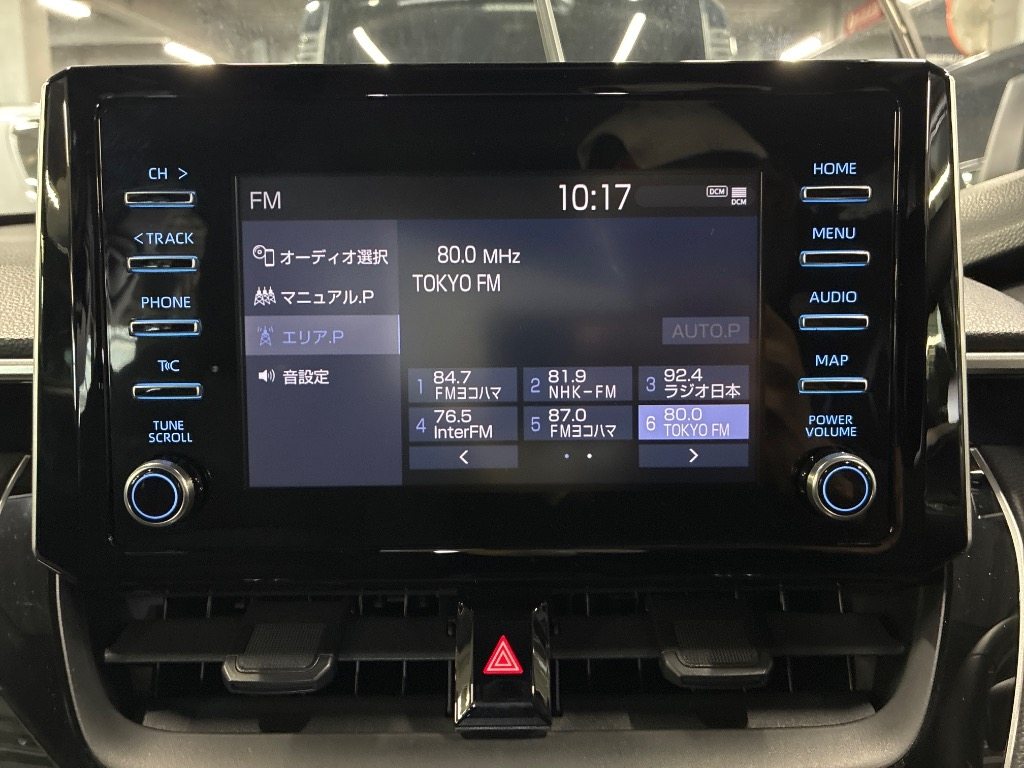 CH >
<TRACK
PHONE
TUNE
SCROLL
FM
10:17
DCM
DCM
オーディオ選択
マニュアル.P
エリア.P
音設定
80.0 MHz
TOKYO FM
AUTO.P
1 84.7
FMヨコハマ
2 81.9
NHK-FM
3 92.4
ラジオ日本
4 76.5
InterFM
5 87.0
FMヨコハマ
6 80.0
TOKYO FM
<
>
HOME
MENU
AUDIO
MAP
POWER
VOLUME